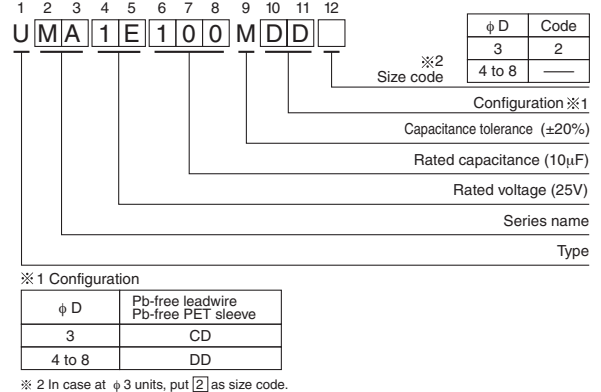 1 2 3 4 5 6 7 8 9 10 11 12
U M A 1 E 1 0 0 M D D
φ D Code
3 2
4 to 8 ——
※2
Size code
Configuration ※1
Capacitance tolerance (±20%)
Rated capacitance (10µF)
Rated voltage (25V)
Series name
Type
※ 1 Configuration
φ D Pb-free leadwire
Pb-free PET sleeve
3 CD
4 to 8 DD
※ 2 In case at φ 3 units, put 2 as size code.